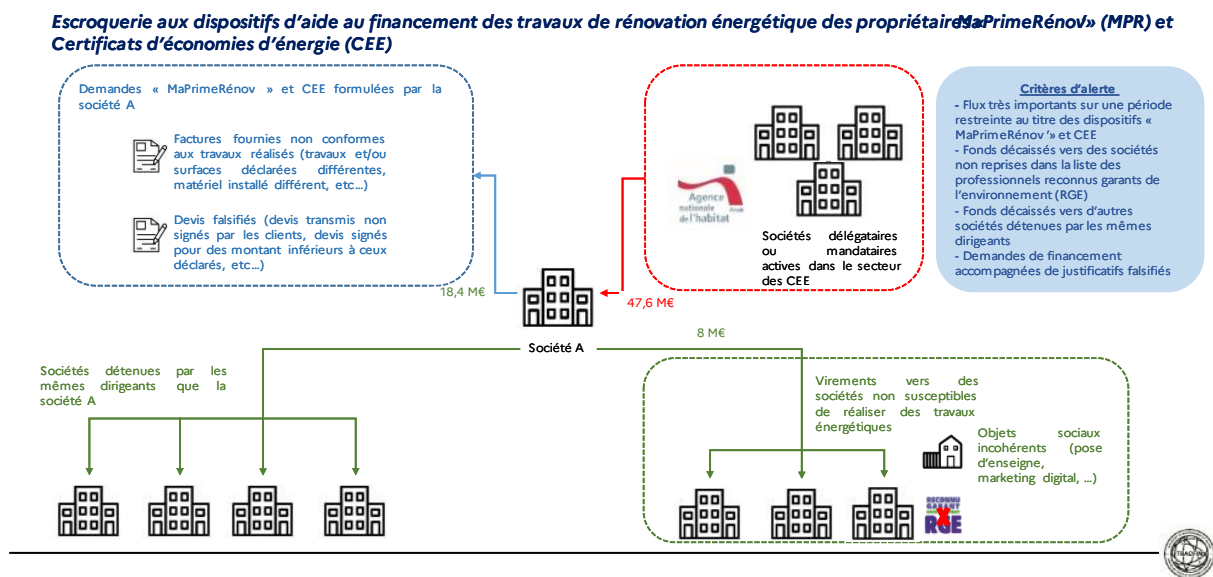 Escroquerie aux dispositifs d’aide au financement des travaux de rénovation énergétique des propriétaires « MaPrimeRénov’ » (MPR) et
Certificats d’économies d’énergie (CEE)
Demandes « MaPrimeRénov » et CEE formulées par la
société A
Factures fournies non conformes
aux travaux réalisés (travaux et/ou
surfaces déclarées différentes,
matériel installé différent, etc…)
Devis falsifiés (devis transmis non
signés par les clients, devis signés
pour des montant inférieurs à ceux
déclarés, etc…)
18,4 M€
Agence
nationale
de l’habitat
Anah
Sociétés délégataires
ou mandataires
actives dans le secteur
des CEE
47,6 M€
Critères d’alerte
- Flux très importants sur une période
restreinte au titre des dispositifs «
MaPrimeRénov ’» et CEE
- Fonds décaissés vers des sociétés
non reprises dans la liste des
professionnels reconnus garants de
l’environnement (RGE)
- Fonds décaissés vers d’autres
sociétés détenues par les mêmes
dirigeants
- Demandes de financement
accompagnées de justificatifs falsifiés
Société A
8 M€
Sociétés détenues par les
mêmes dirigeants que la
société A
Virements vers des
sociétés non susceptibles
de réaliser des travaux
énergétiques
Objets sociaux
incohérents (pose
d’enseigne,
marketing digital, …)
RECONNU
GARANT
RGE
TRACFIN